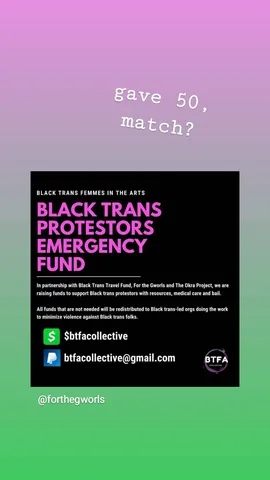 gave 50,
match?
BLACK TRANS FEMMES IN THE ARTS
BLACK TRANS
PROTESTORS
EMERGENCY
FUND
In partnership with Black Trans Travel Fund, For the Gworls and The Okra Project, we are
raising funds to support Black trans protestors with resources, medical care and bail.
All funds that are not needed will be redistributed to Black trans-led orgs doing the work
to minimize violence against Black trans folks.
$btfacollective
btfacollective@gmail.com
BTFA
@forthegworls